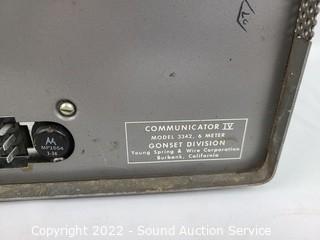 COMMUNICATOR IV
MODEL 3342, 6 METER
GONSET DIVISION
Young Spring & Wire Corporation
Burbank, California
Copyright 2022 - Sound Auction Service